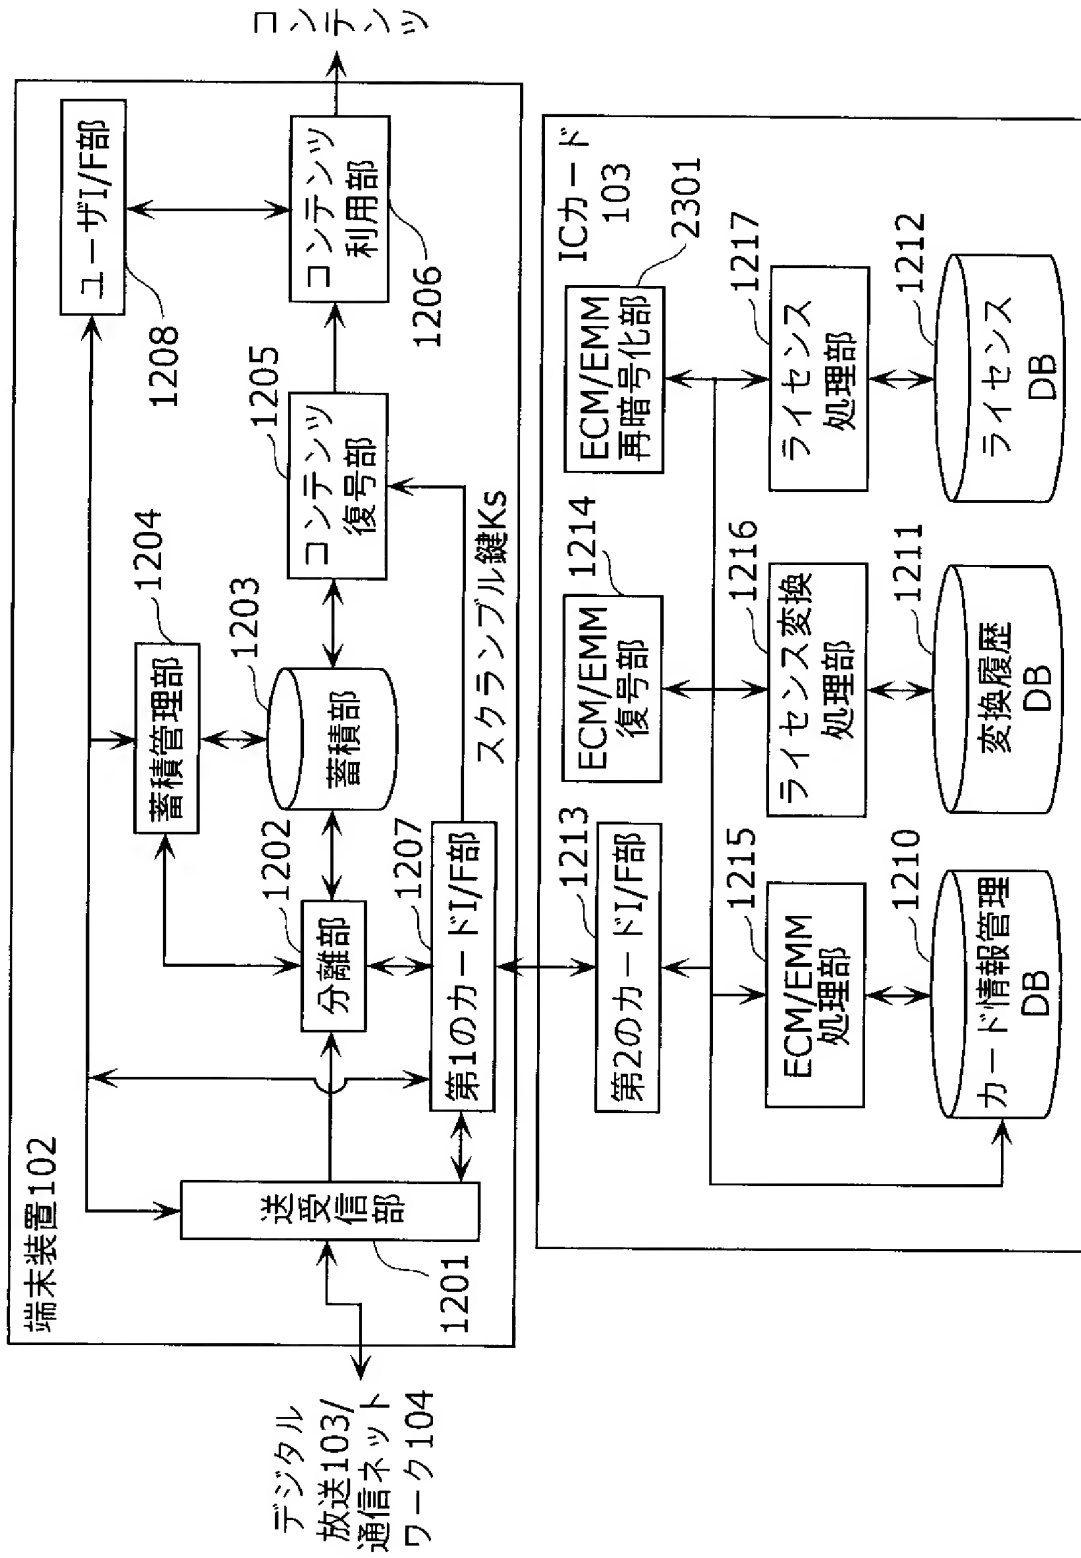 端末装置102
デジタル
放送103/
通信ネット
ワーク104
送受信部
1201
分離部
1202
蓄積管理部
1204
蓄積部
1203
第1のカードI/F部
1207
コンテンツ
復号部
1205
スクランブル鍵Ks
ユーザI/F部
1208
コンテンツ
利用部
1206
コンテンツ
ICカード
103
第2のカードI/F部
1213
ECM/EMM
復号部
1214
ECM/EMM
再暗号化部
2301
ECM/EMM
処理部
1215
ライセンス変換
処理部
1216
ライセンス
処理部
1217
カード情報管理
DB
1210
変換履歴
DB
1211
ライセンス
DB
1212